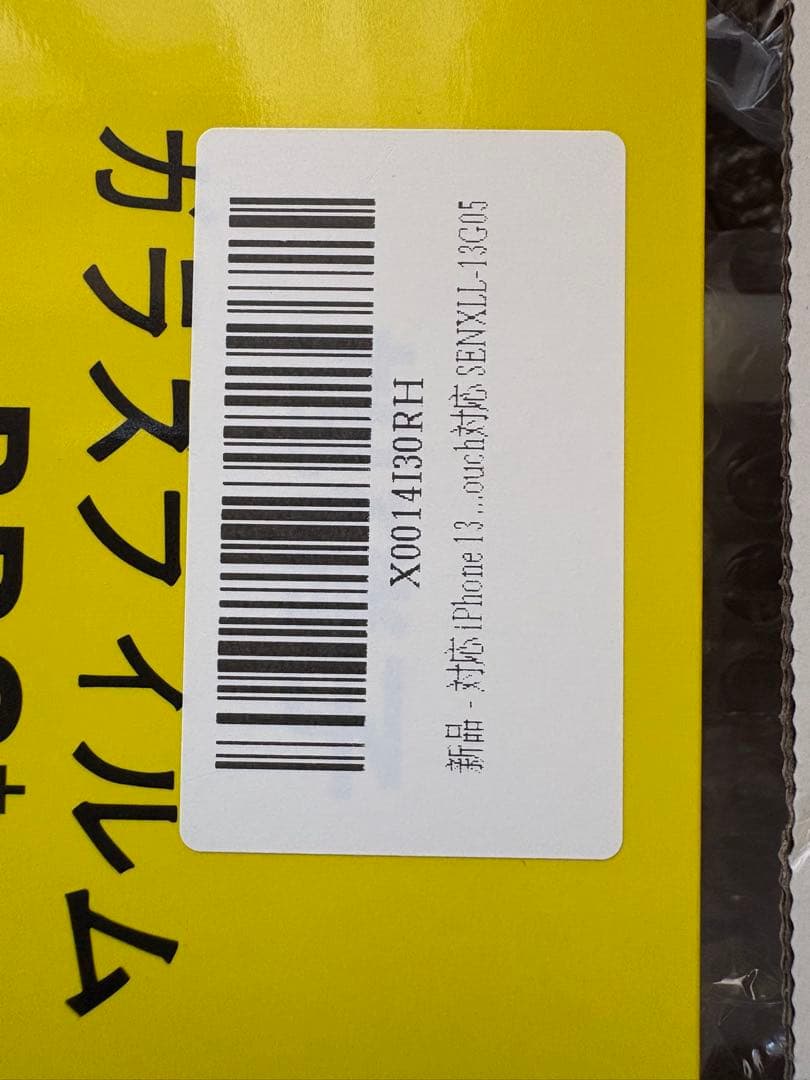 ガラスフィルム
X0014I30RH
新品 - 対応 iPhone 13 ...ouch対応 SENXLL-13G05